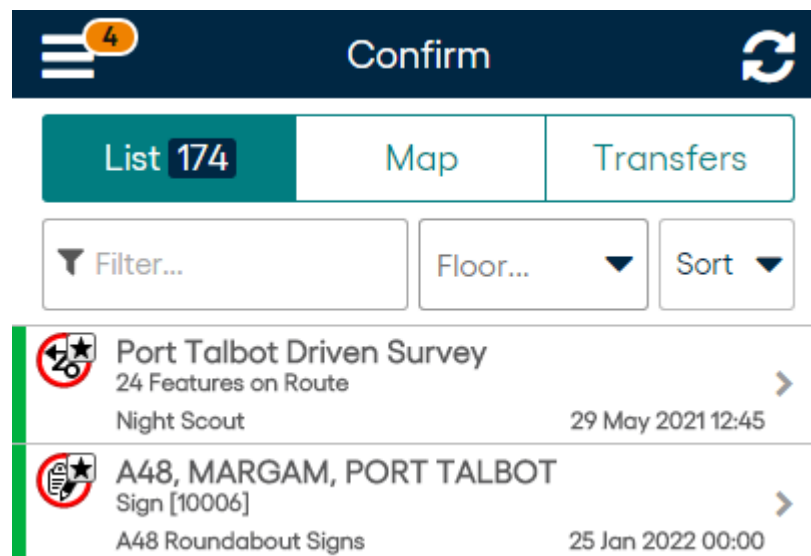 4
Confirm
List 174
Map
Transfers
Filter...
Floor...
Sort
Port Talbot Driven Survey
24 Features on Route
Night Scout
29 May 2021 12:45
A48, MARGAM, PORT TALBOT
Sign [10006]
A48 Roundabout Signs
25 Jan 2022 00:00